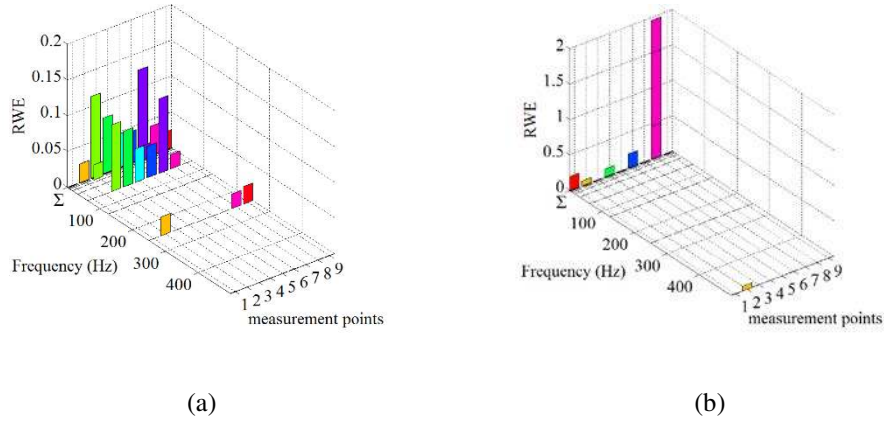 0.2
0.15
0.1
0.05
0
RWE
Σ
100
200
300
400
Frequency (Hz)
1 2 3 4 5 6 7 8 9
measurement points
(a)
2
1.5
1
0.5
0
RWE
Σ
100
200
300
400
Frequency (Hz)
1 2 3 4 5 6 7 8 9
measurement points
(b)